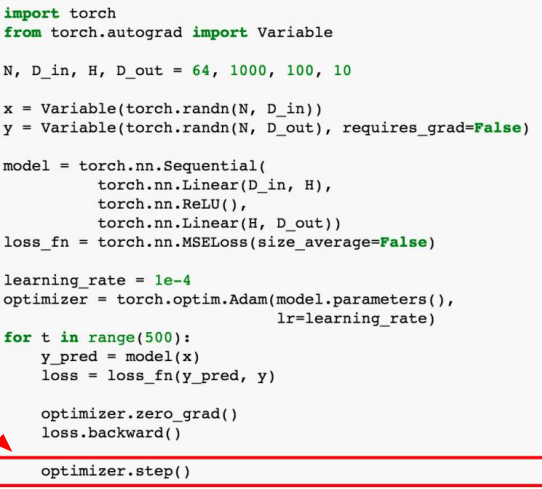 import torch
from torch.autograd import Variable
N, D_in, H, D_out = 64, 1000, 100, 10
x = Variable(torch.randn(N, D_in))
y = Variable(torch.randn(N, D_out), requires_grad=False)
model = torch.nn.Sequential(
torch.nn.Linear(D_in, H),
torch.nn.ReLU(),
torch.nn.Linear(H, D_out))
loss_fn = torch.nn.MSELoss(size_average=False)
learning_rate = 1e-4
optimizer = torch.optim.Adam(model.parameters(),
lr=learning_rate)
for t in range(500):
y_pred = model(x)
loss = loss_fn(y_pred, y)
optimizer.zero_grad()
loss.backward()
optimizer.step()